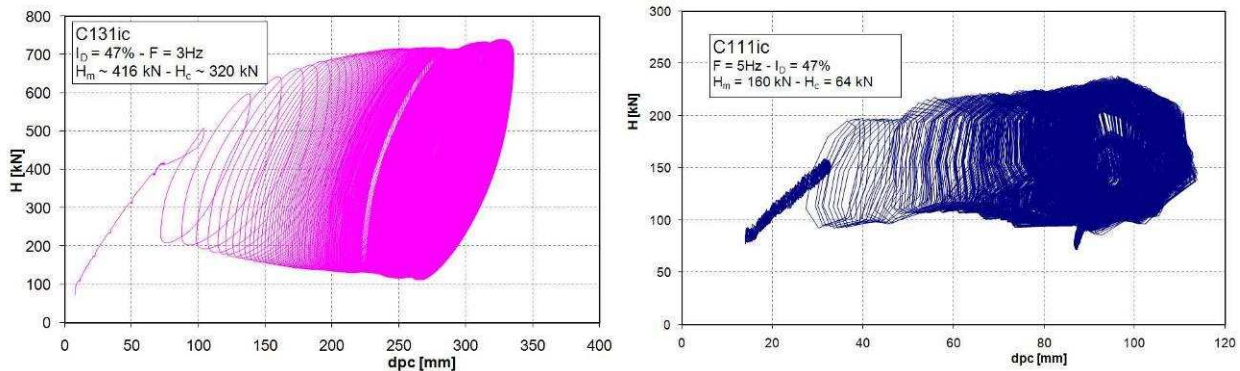 C131ic
I_D = 47% - F = 3Hz
H_m ~ 416 kN - H_c ~ 320 kN
H [kN]
800
700
600
500
400
300
200
100
0
0 50 100 150 200 250 300 350 400
dpc [mm]
C111ic
F = 5Hz - I_D = 47%
H_m = 160 kN - H_c = 64 kN
H [kN]
300
250
200
150
100
50
0
0 20 40 60 80 100 120
dpc [mm]